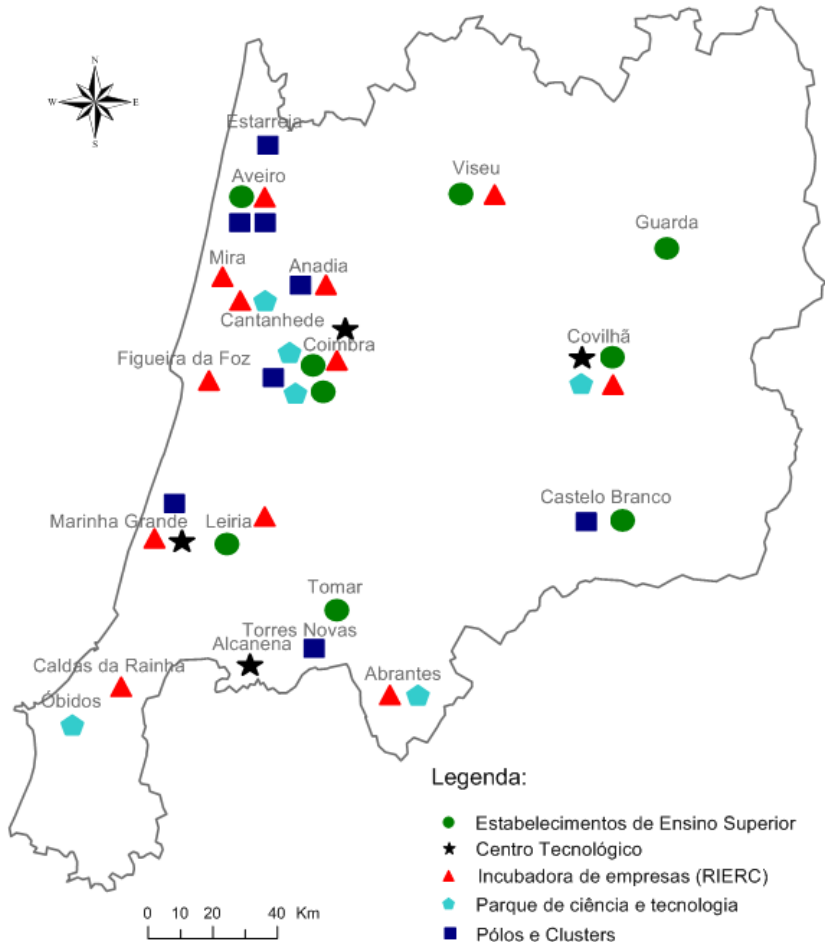 N
W
E
S
Estarreja
Aveiro
Viseu
Guarda
Mira
Anadia
Cantanhede
Coimbra
Covilhã
Figueira da Foz
Castelo Branco
Marinha Grande
Leiria
Tomar
Torres Novas
Alcanena
Caldas da Rainha
Abrantes
Óbidos
Legenda:
Estabelecimentos de Ensino Superior
Centro Tecnológico
Incubadora de empresas (RIERC)
Parque de ciência e tecnologia
Pólos e Clusters
0 10 20 40 Km